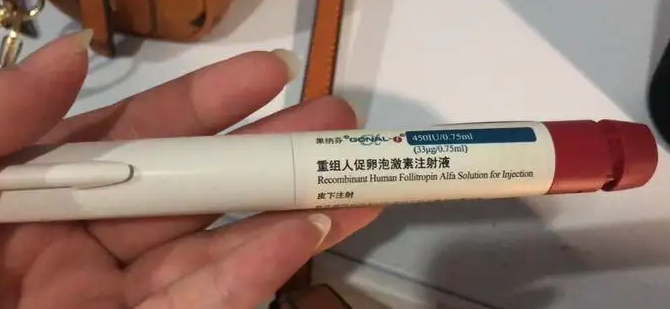 果纳芬®GONAL-f® 450IU/0.75ml
(33μg/0.75ml)
重组人促卵泡激素注射液
Recombinant Human Follitropin Alfa Solution for Injection
皮下注射